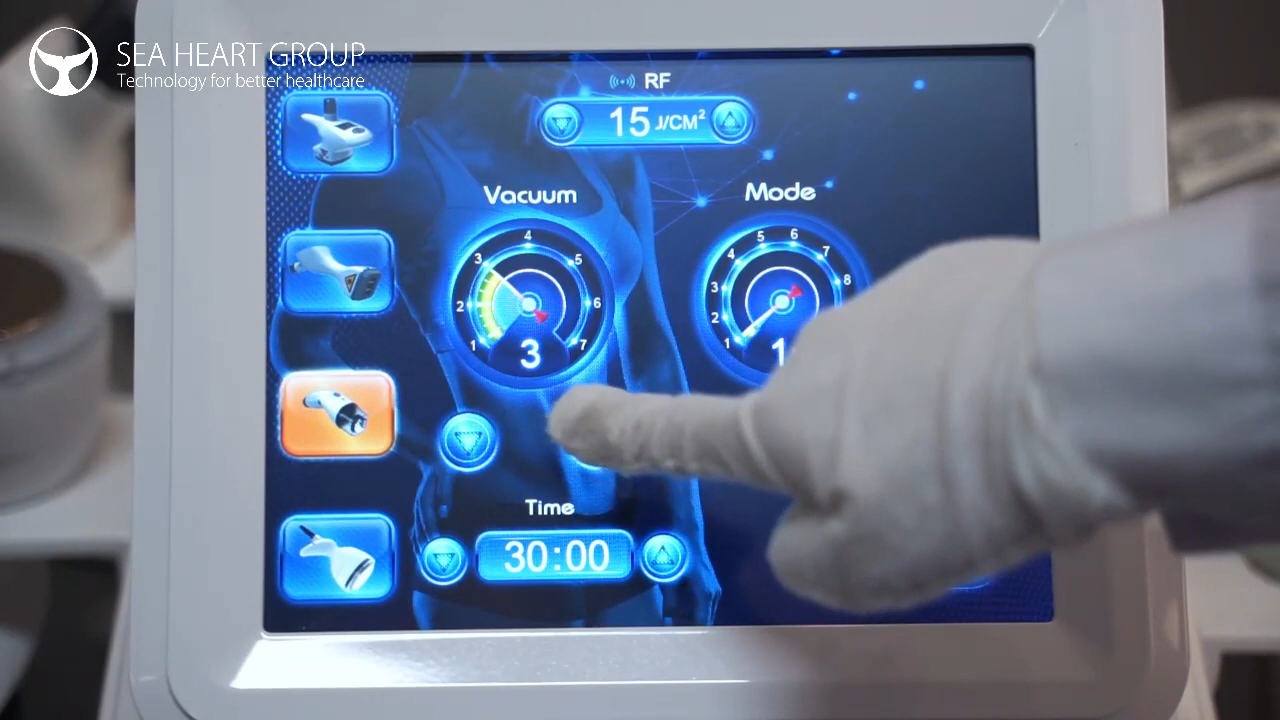 SEA HEART GROUP
Technology for better healthcare
RF
15 J/CM²
Vacuum
Mode
1 2 3 4 5 6 7
3
1 2 3 4 5 6 7 8
1
Time
30:00